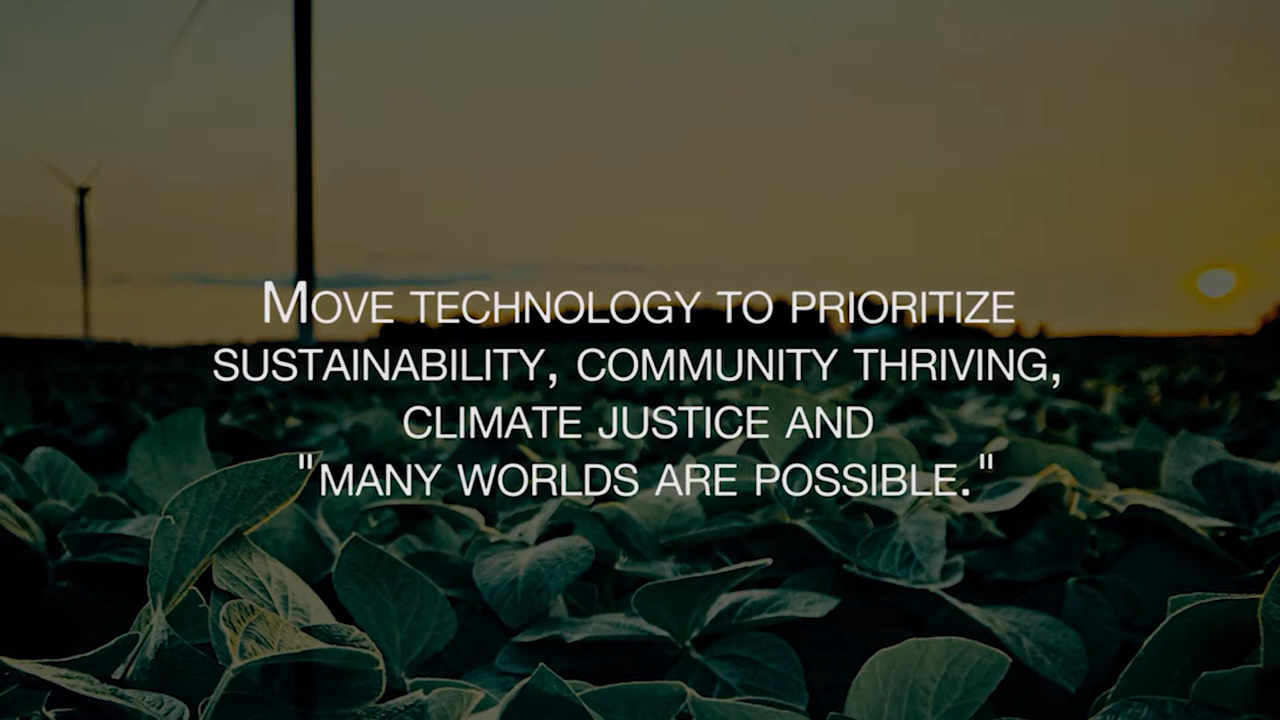 Move technology to prioritize
sustainability, community thriving,
climate justice and
"many worlds are possible."